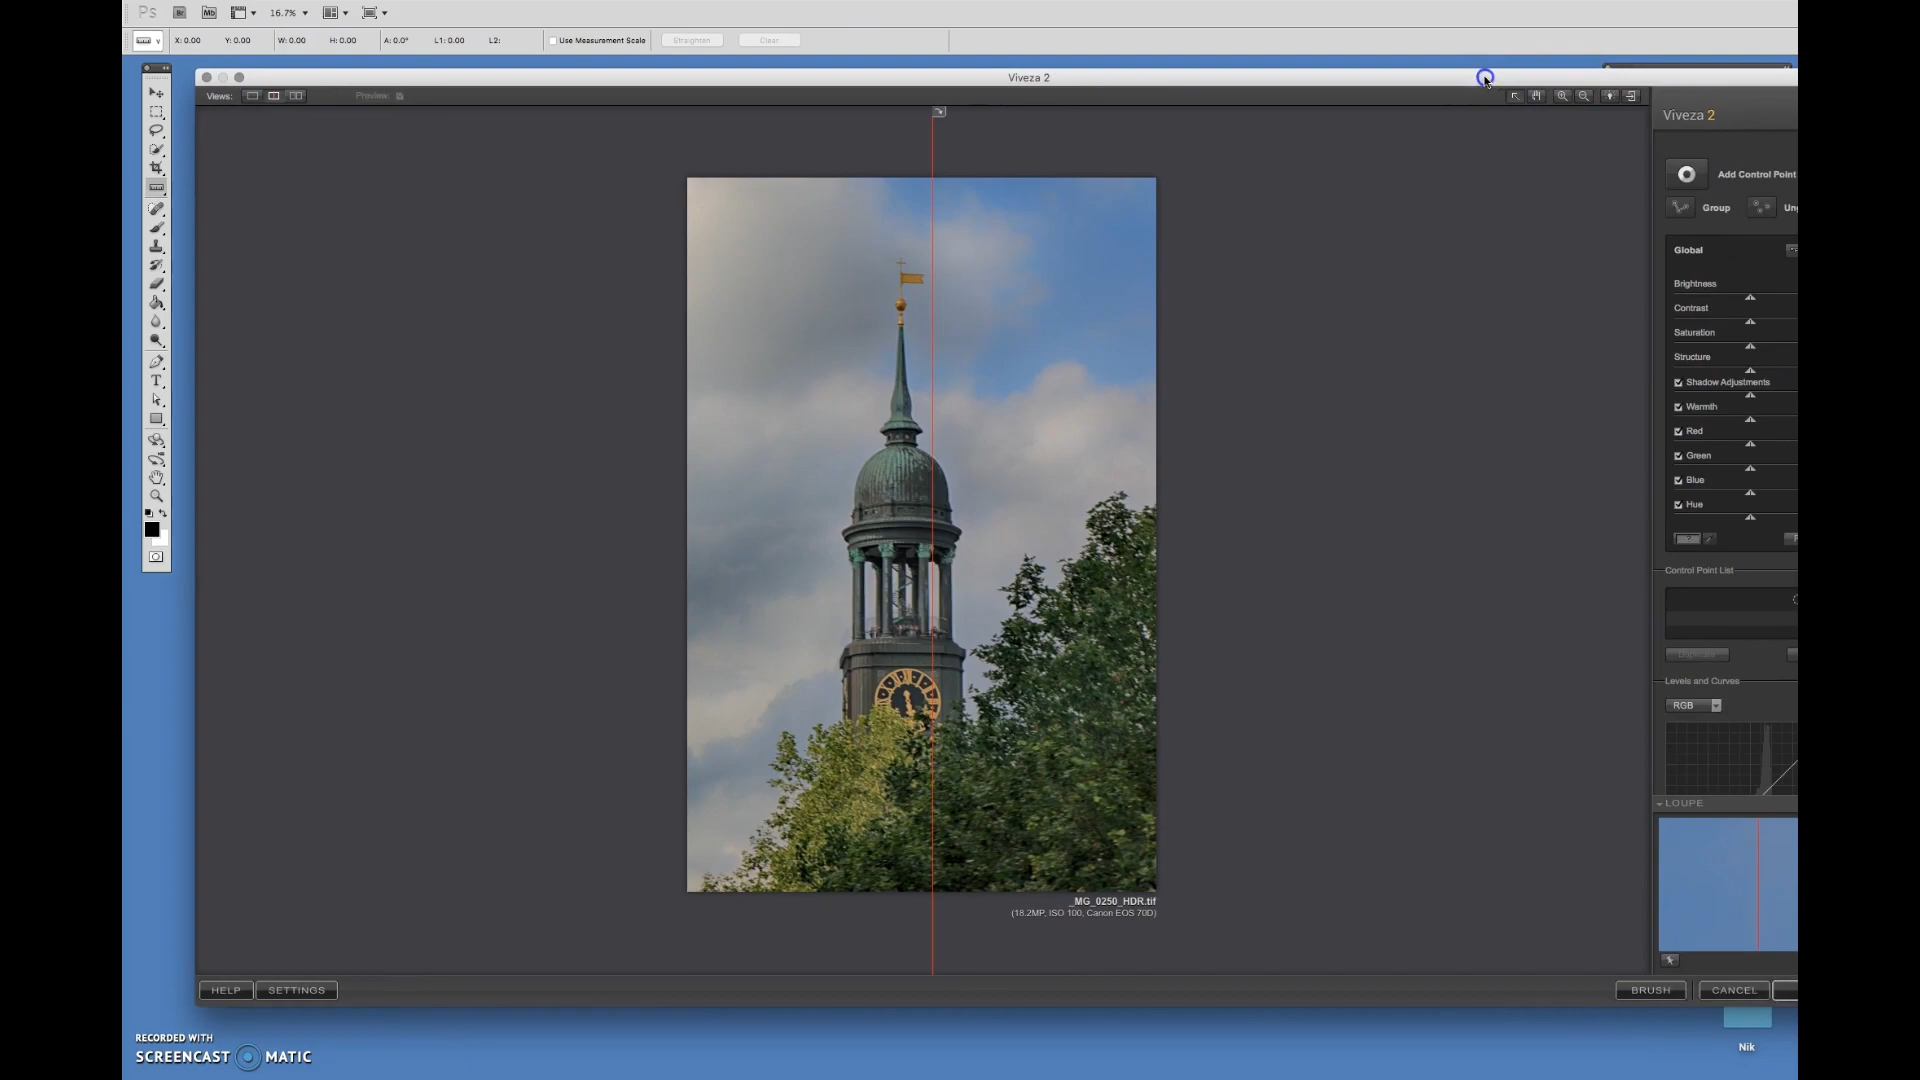 Ps Br Mb 16.7%
X: 0.00 Y: 0.00 W: 0.00 H: 0.00 A: 0.0° L1: 0.00 L2: Use Measurement Scale Straighten Clear
Viveza 2
Views: Preview:
Viveza 2
Add Control Point
Group
Global
Brightness
Contrast
Saturation
Structure
Shadow Adjustments
Warmth
Red
Green
Blue
Hue
?
Control Point List
Duplicate
Levels and Curves
RGB
LOUPE
_MG_0250_HDR.tif
(18.2MP, ISO 100, Canon EOS 70D)
HELP SETTINGS BRUSH CANCEL
RECORDED WITH
SCREENCAST MATIC
Nik